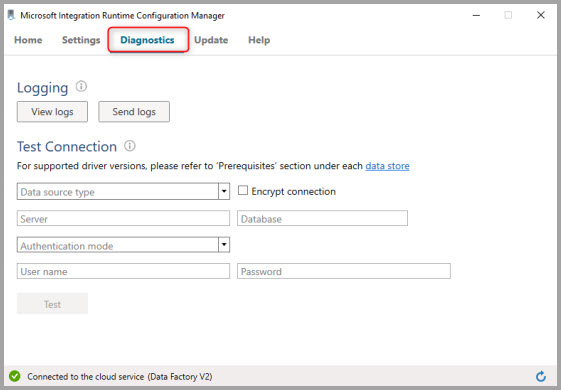 Microsoft Integration Runtime Configuration Manager
Home Settings Diagnostics Update Help
Logging
View logs Send logs
Test Connection
For supported driver versions, please refer to 'Prerequisites' section under each data store
Data source type Encrypt connection
Server Database
Authentication mode
User name Password
Test
Connected to the cloud service (Data Factory V2)